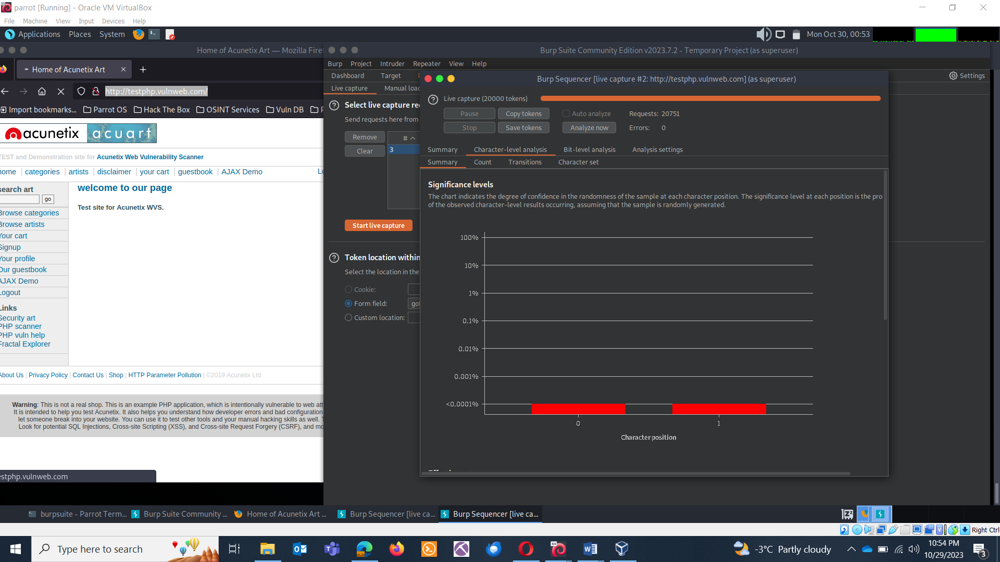 parrot [Running] - Oracle VM VirtualBox
File Machine View Input Devices Help
Applications Places System
Mon Oct 30, 00:53
Home of Acunetix Art — Mozilla Firef
Home of Acunetix Art
http://testphp.vulnweb.com/
Import bookmarks... Parrot OS Hack The Box OSINT Services Vuln DB
acunetix acuart
TEST and Demonstration site for Acunetix Web Vulnerability Scanner
home | categories | artists | disclaimer | your cart | guestbook | AJAX Demo
search art
go
Browse categories
Browse artists
Your cart
Signup
Your profile
Our guestbook
AJAX Demo
Logout
Links
Security art
PHP scanner
PHP vuln help
Fractal Explorer
welcome to our page
Test site for Acunetix WVS.
About Us | Privacy Policy | Contact Us | Shop | HTTP Parameter Pollution | ©2019 Acunetix Ltd
Warning: This is not a real shop. This is an example PHP application, which is intentionally vulnerable to web att
It is intended to help you test Acunetix. It also helps you understand how developer errors and bad configuration
let someone break into your website. You can use it to test other tools and your manual hacking skills as well.
Look for potential SQL Injections, Cross-site Scripting (XSS), and Cross-site Request Forgery (CSRF), and mo
estphp.vulnweb.com
Burp Suite Community Edition v2023.7.2 - Temporary Project (as superuser)
Burp Project Intruder Repeater View Help
Dashboard Target
Settings
Live capture Manual load
Select live capture req
Send requests here from
Remove
Clear
#
3
Start live capture
Token location within
Select the location in the
Cookie:
Form field: gol
Custom location:
Burp Sequencer [live capture #2: http://testphp.vulnweb.com] (as superuser)
Live capture (20000 tokens)
Pause Copy tokens Auto analyze Requests: 20751
Stop Save tokens Analyze now Errors: 0
Summary Character-level analysis Bit-level analysis Analysis settings
Summary Count Transitions Character set
Significance levels
The chart indicates the degree of confidence in the randomness of the sample at each character position. The significance level at each position is the pro
of the observed character-level results occurring, assuming that the sample is randomly generated.
100%
10%
1%
0.1%
0.01%
0.001%
<0.0001%
0 1
Character position
burpsuite - Parrot Term... Burp Suite Community ... Home of Acunetix Art ... Burp Sequencer [live ca... Burp Sequencer [live ca...
Right Ctrl
Type here to search
-3°C Partly cloudy
10:54 PM
10/29/2023
3